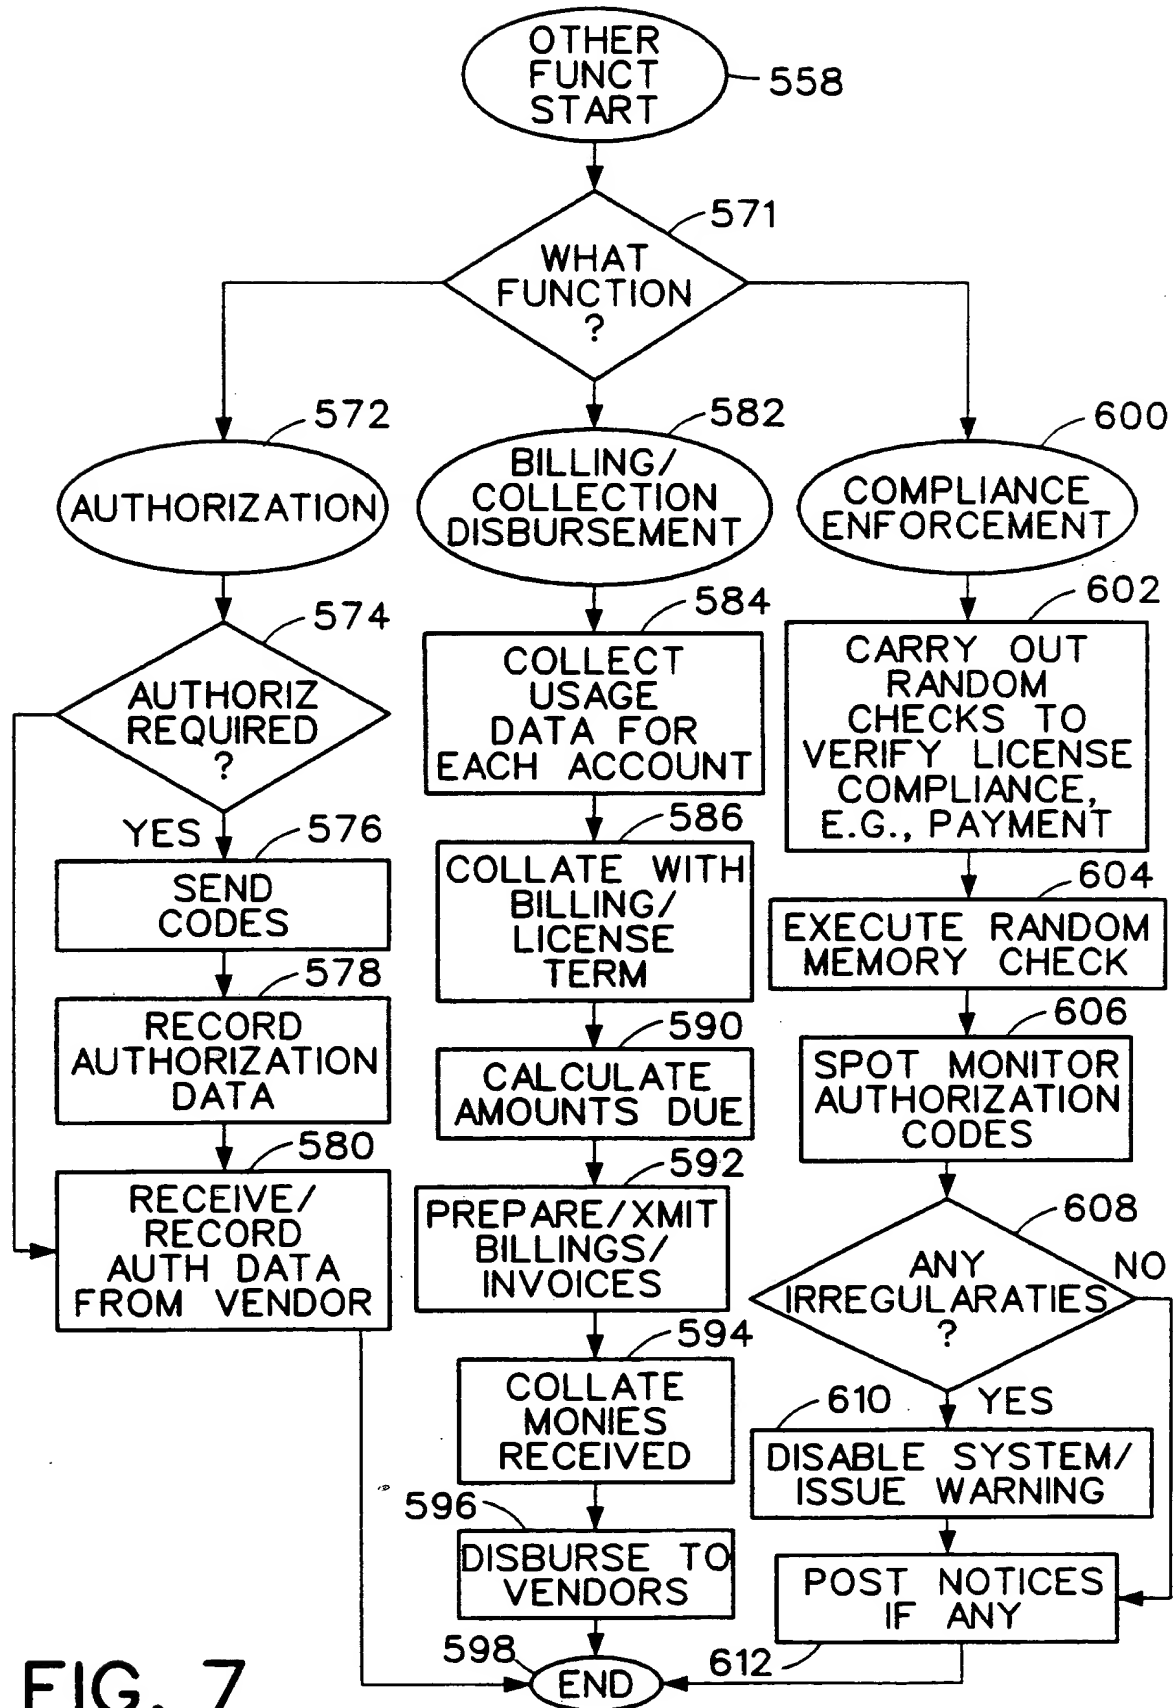 OTHER
FUNCT
START
558
571
WHAT
FUNCTION
?
572
AUTHORIZATION
574
AUTHORIZ
REQUIRED
?
YES
576
SEND
CODES
578
RECORD
AUTHORIZATION
DATA
580
RECEIVE/
RECORD
AUTH DATA
FROM VENDOR
582
BILLING/
COLLECTION
DISBURSEMENT
584
COLLECT
USAGE
DATA FOR
EACH ACCOUNT
586
COLLATE WITH
BILLING/
LICENSE
TERM
590
CALCULATE
AMOUNTS DUE
592
PREPARE/XMIT
BILLINGS/
INVOICES
594
COLLATE
MONIES
RECEIVED
596
DISBURSE TO
VENDORS
598
END
600
COMPLIANCE
ENFORCEMENT
602
CARRY OUT
RANDOM
CHECKS TO
VERIFY LICENSE
COMPLIANCE,
E.G., PAYMENT
604
EXECUTE RANDOM
MEMORY CHECK
606
SPOT MONITOR
AUTHORIZATION
CODES
608
ANY
IRREGULARATIES
?
NO
YES
610
DISABLE SYSTEM/
ISSUE WARNING
POST NOTICES
IF ANY
612
FIG. 7